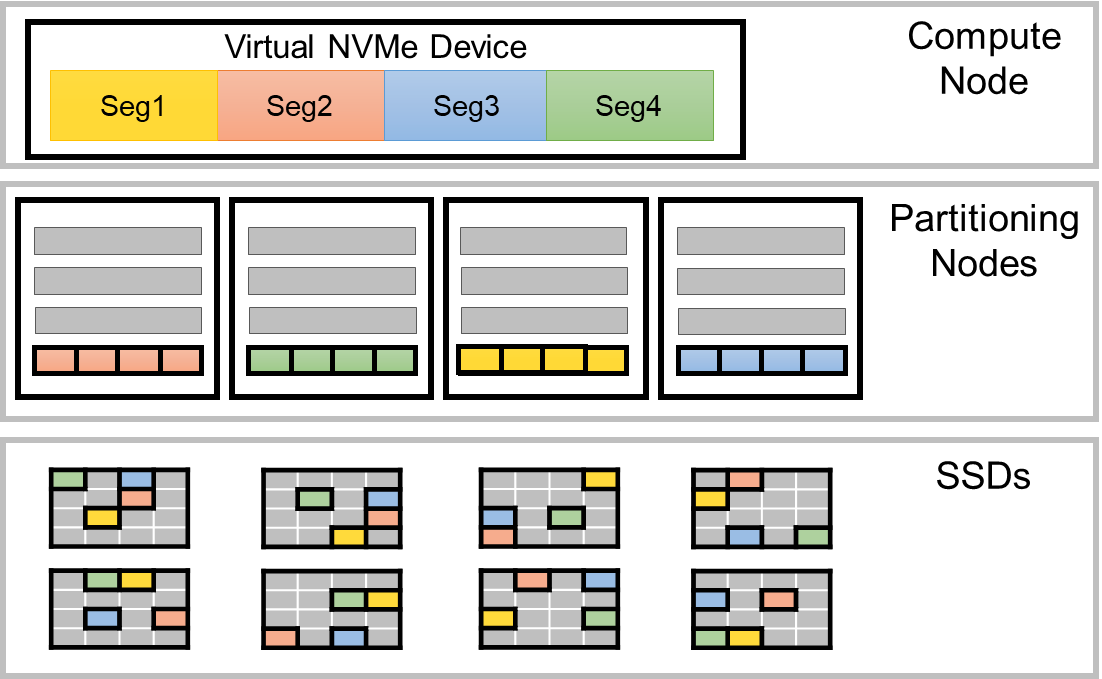 Virtual NVMe Device
Seg1 Seg2 Seg3 Seg4
Compute
Node
Partitioning
Nodes
SSDs